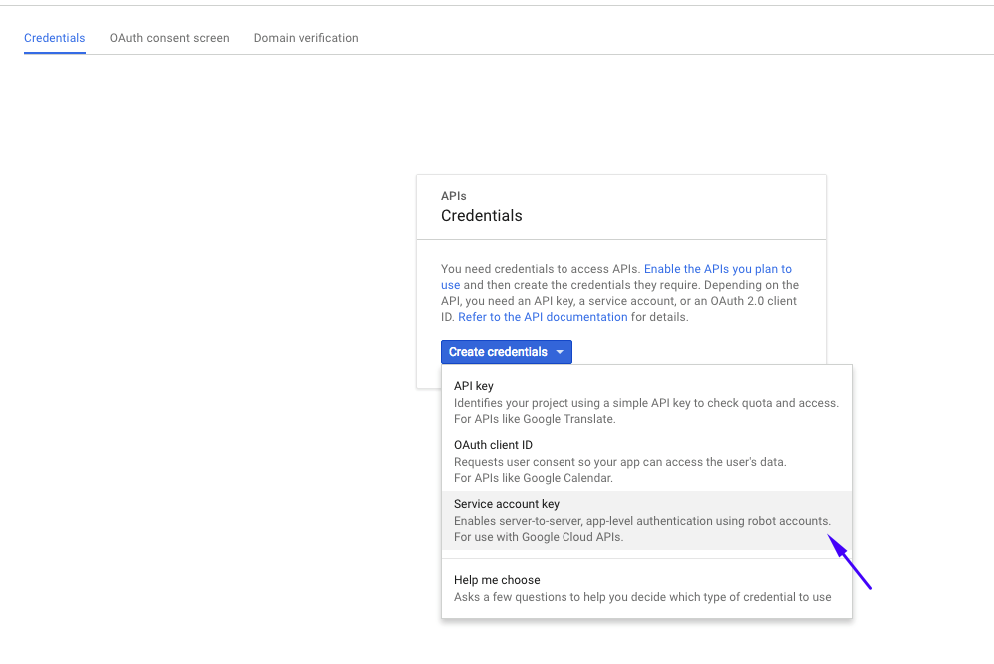 Credentials OAuth consent screen Domain verification
APIs
Credentials
You need credentials to access APIs. Enable the APIs you plan to
use and then create the credentials they require. Depending on the
API, you need an API key, a service account, or an OAuth 2.0 client
ID. Refer to the API documentation for details.
Create credentials
API key
Identifies your project using a simple API key to check quota and access.
For APIs like Google Translate.
OAuth client ID
Requests user consent so your app can access the user's data.
For APIs like Google Calendar.
Service account key
Enables server-to-server, app-level authentication using robot accounts.
For use with Google Cloud APIs.
Help me choose
Asks a few questions to help you decide which type of credential to use